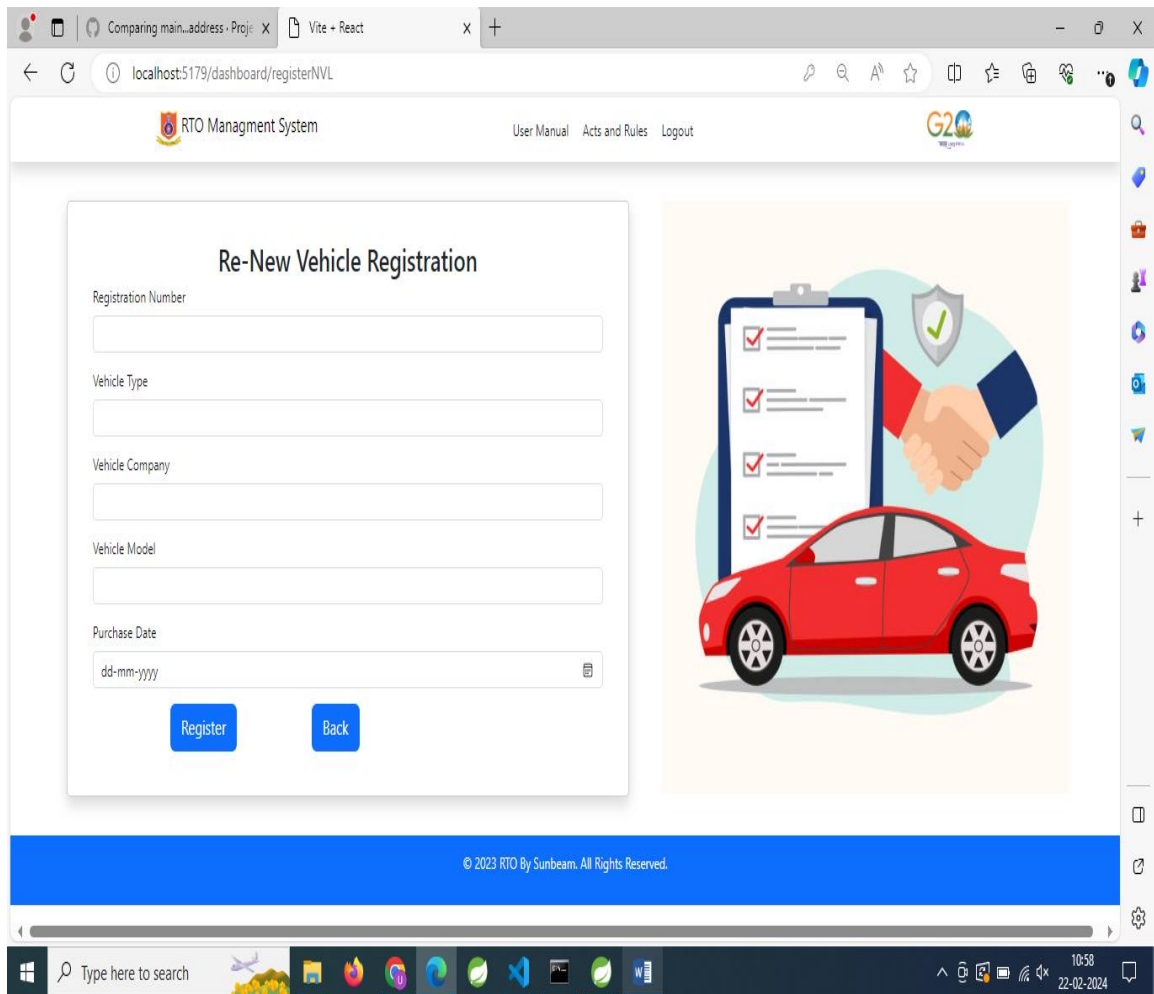 Comparing main...address · Proje
Vite + React
localhost:5179/dashboard/registerNVL
RTO Managment System
User Manual Acts and Rules Logout
G20
Re-New Vehicle Registration
Registration Number
Vehicle Type
Vehicle Company
Vehicle Model
Purchase Date
dd-mm-yyyy
Register Back
© 2023 RTO By Sunbeam. All Rights Reserved.
Type here to search
10:58
22-02-2024